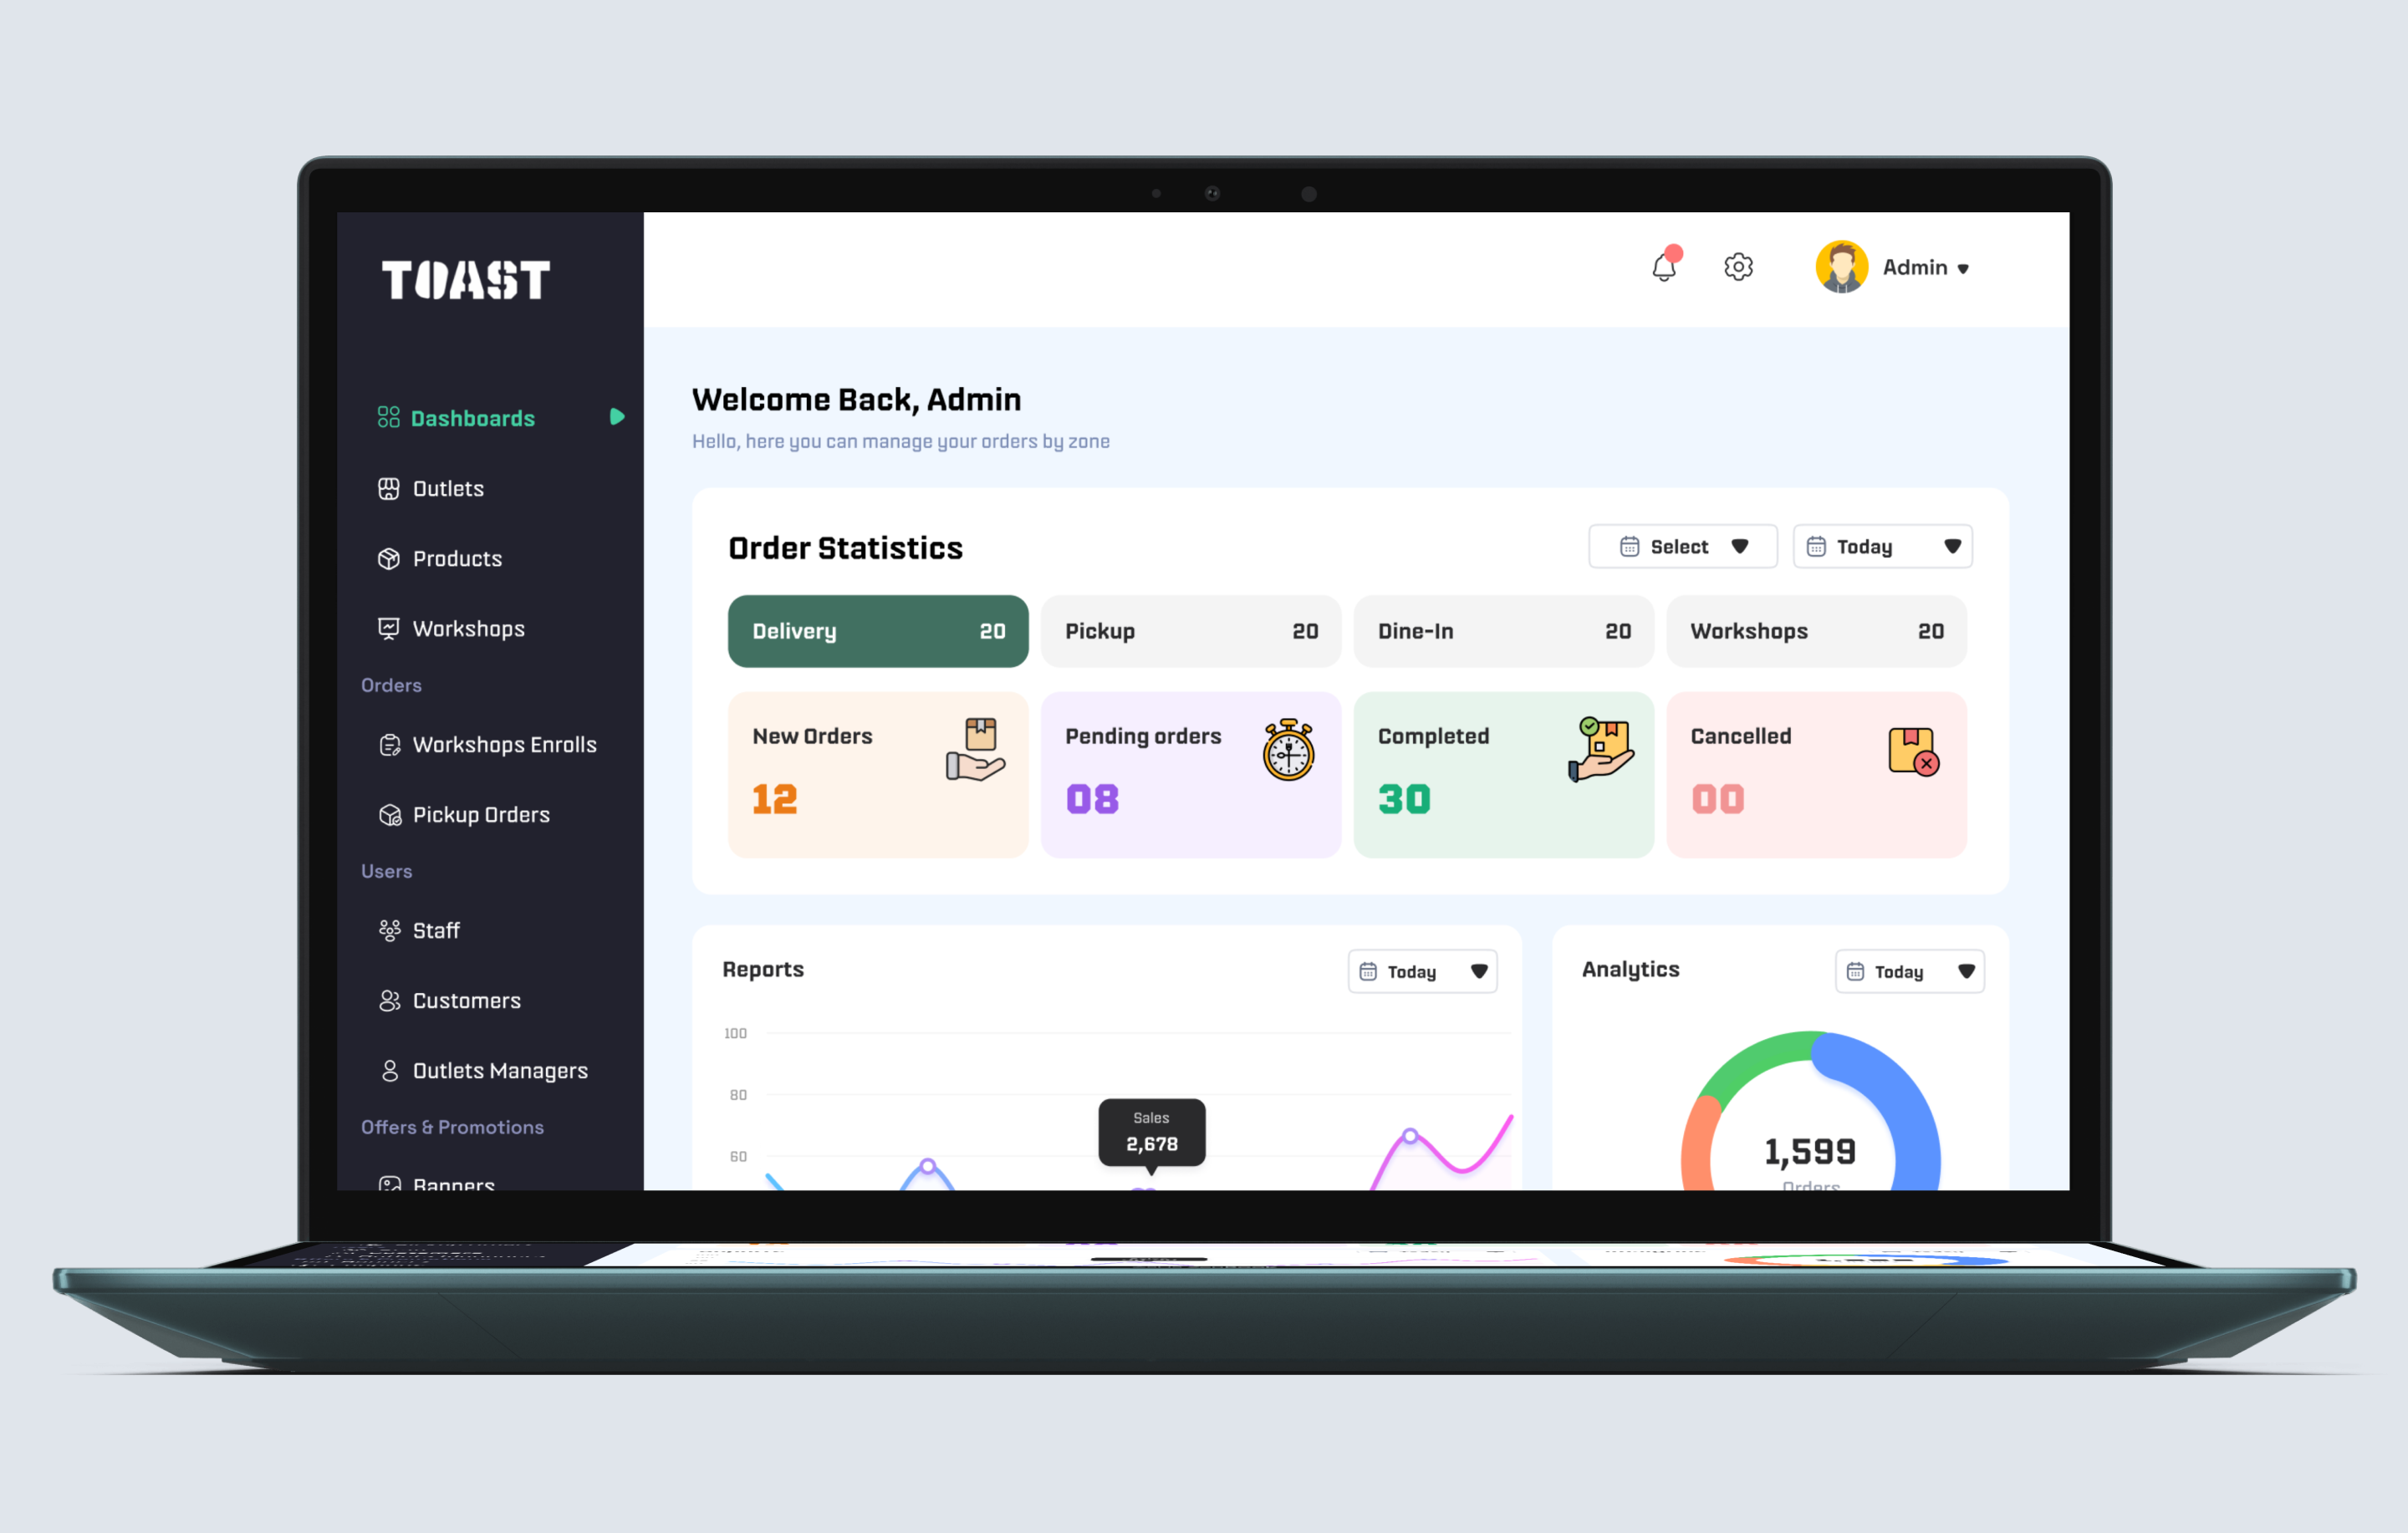 TOAST
Admin
Dashboards
Outlets
Products
Workshops
Orders
Workshops Enrolls
Pickup Orders
Users
Staff
Customers
Outlets Managers
Offers & Promotions
Banners
Welcome Back, Admin
Hello, here you can manage your orders by zone
Order Statistics
Select
Today
Delivery 20
Pickup 20
Dine-In 20
Workshops 20
New Orders
12
Pending orders
08
Completed
30
Cancelled
00
Reports
Today
100
80
60
Sales
2,678
Analytics
Today
1,599
Orders